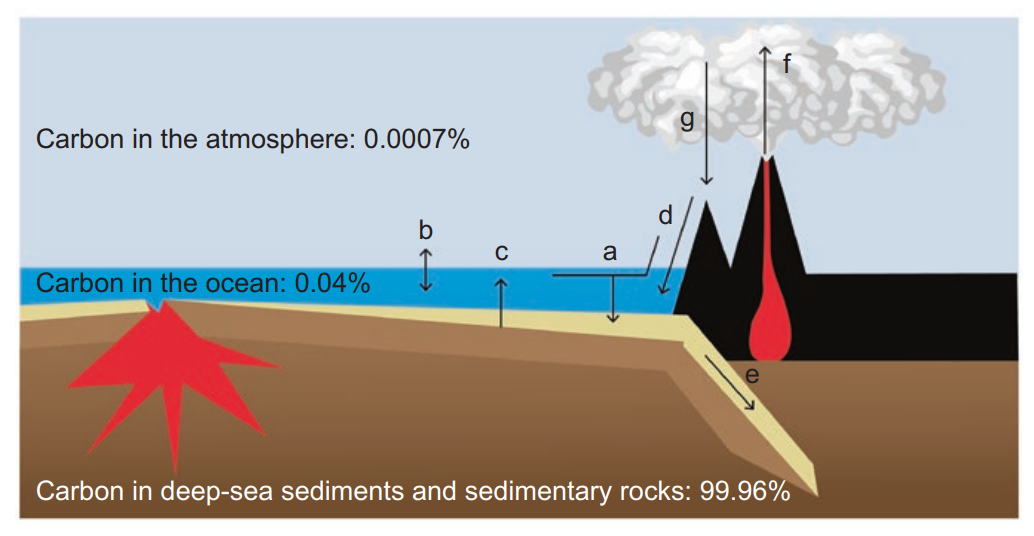 f
g
Carbon in the atmosphere: 0.0007%
d
b
c
a
Carbon in the ocean: 0.04%
e
Carbon in deep-sea sediments and sedimentary rocks: 99.96%